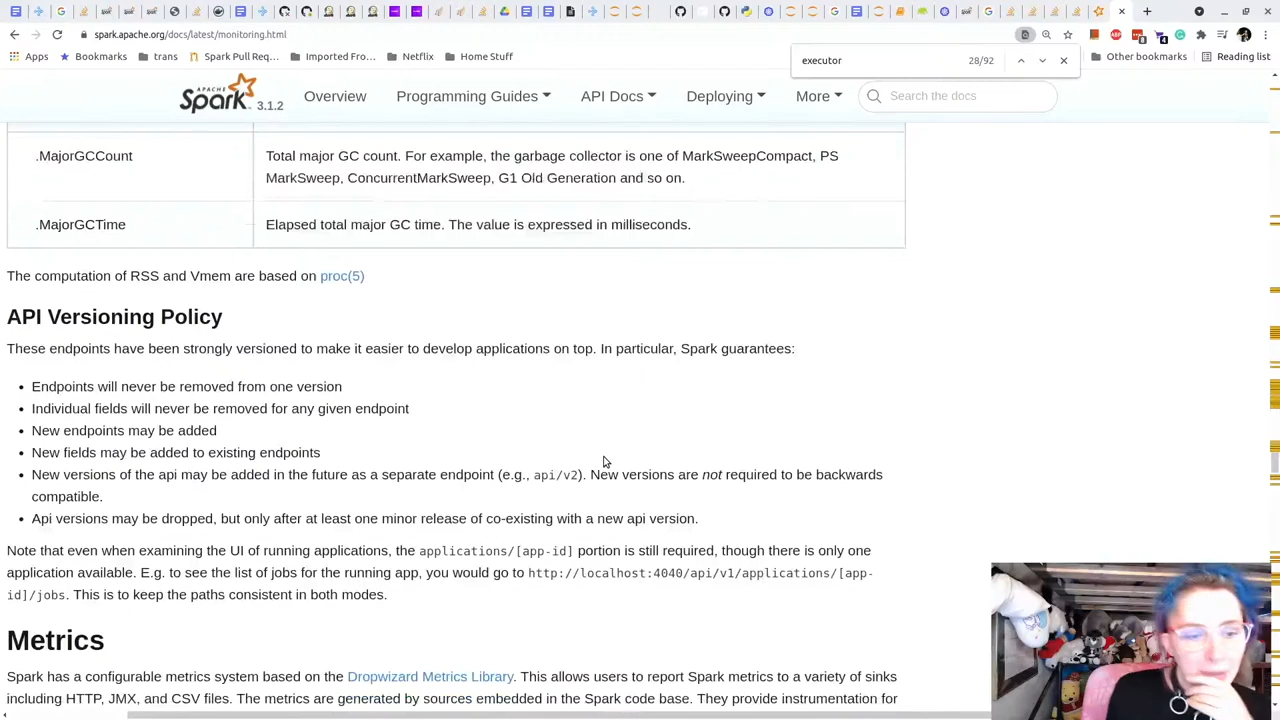 spark.apache.org/docs/latest/monitoring.html
Apps Bookmarks trans Spark Pull Req... Imported Fro... Netflix Home Stuff Other bookmarks Reading list
executor 28/92
APACHE Spark 3.1.2 Overview Programming Guides API Docs Deploying More Search the docs
.MajorGCCount Total major GC count. For example, the garbage collector is one of MarkSweepCompact, PS
MarkSweep, ConcurrentMarkSweep, G1 Old Generation and so on.
.MajorGCTime Elapsed total major GC time. The value is expressed in milliseconds.
The computation of RSS and Vmem are based on proc(5)
API Versioning Policy
These endpoints have been strongly versioned to make it easier to develop applications on top. In particular, Spark guarantees:
• Endpoints will never be removed from one version
• Individual fields will never be removed for any given endpoint
• New endpoints may be added
• New fields may be added to existing endpoints
• New versions of the api may be added in the future as a separate endpoint (e.g., api/v2). New versions are not required to be backwards
compatible.
• Api versions may be dropped, but only after at least one minor release of co-existing with a new api version.
Note that even when examining the UI of running applications, the applications/[app-id] portion is still required, though there is only one
application available. E.g. to see the list of jobs for the running app, you would go to http://localhost:4040/api/v1/applications/[app-
id]/jobs. This is to keep the paths consistent in both modes.
Metrics
Spark has a configurable metrics system based on the Dropwizard Metrics Library. This allows users to report Spark metrics to a variety of sinks
including HTTP, JMX, and CSV files. The metrics are generated by sources embedded in the Spark code base. They provide instrumentation for